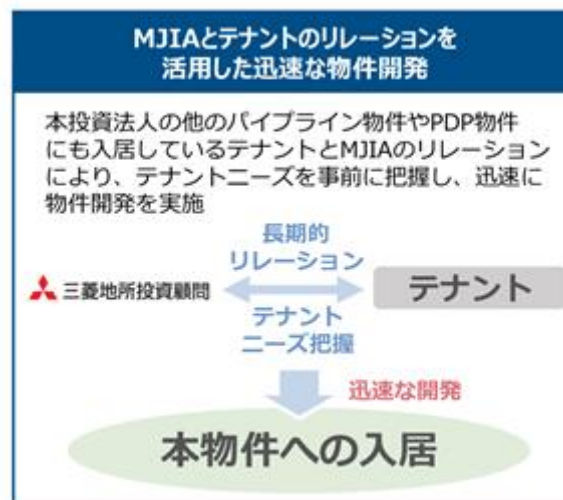 MJIAとテナントのリレーションを
活用した迅速な物件開発
本投資法人の他のパイプライン物件やPDP物件
にも入居しているテナントとMJIAのリレーション
により、テナントニーズを事前に把握し、迅速に
物件開発を実施
長期的
リレーション
三菱地所投資顧問
テナント
テナント
ニーズ把握
迅速な開発
本物件への入居